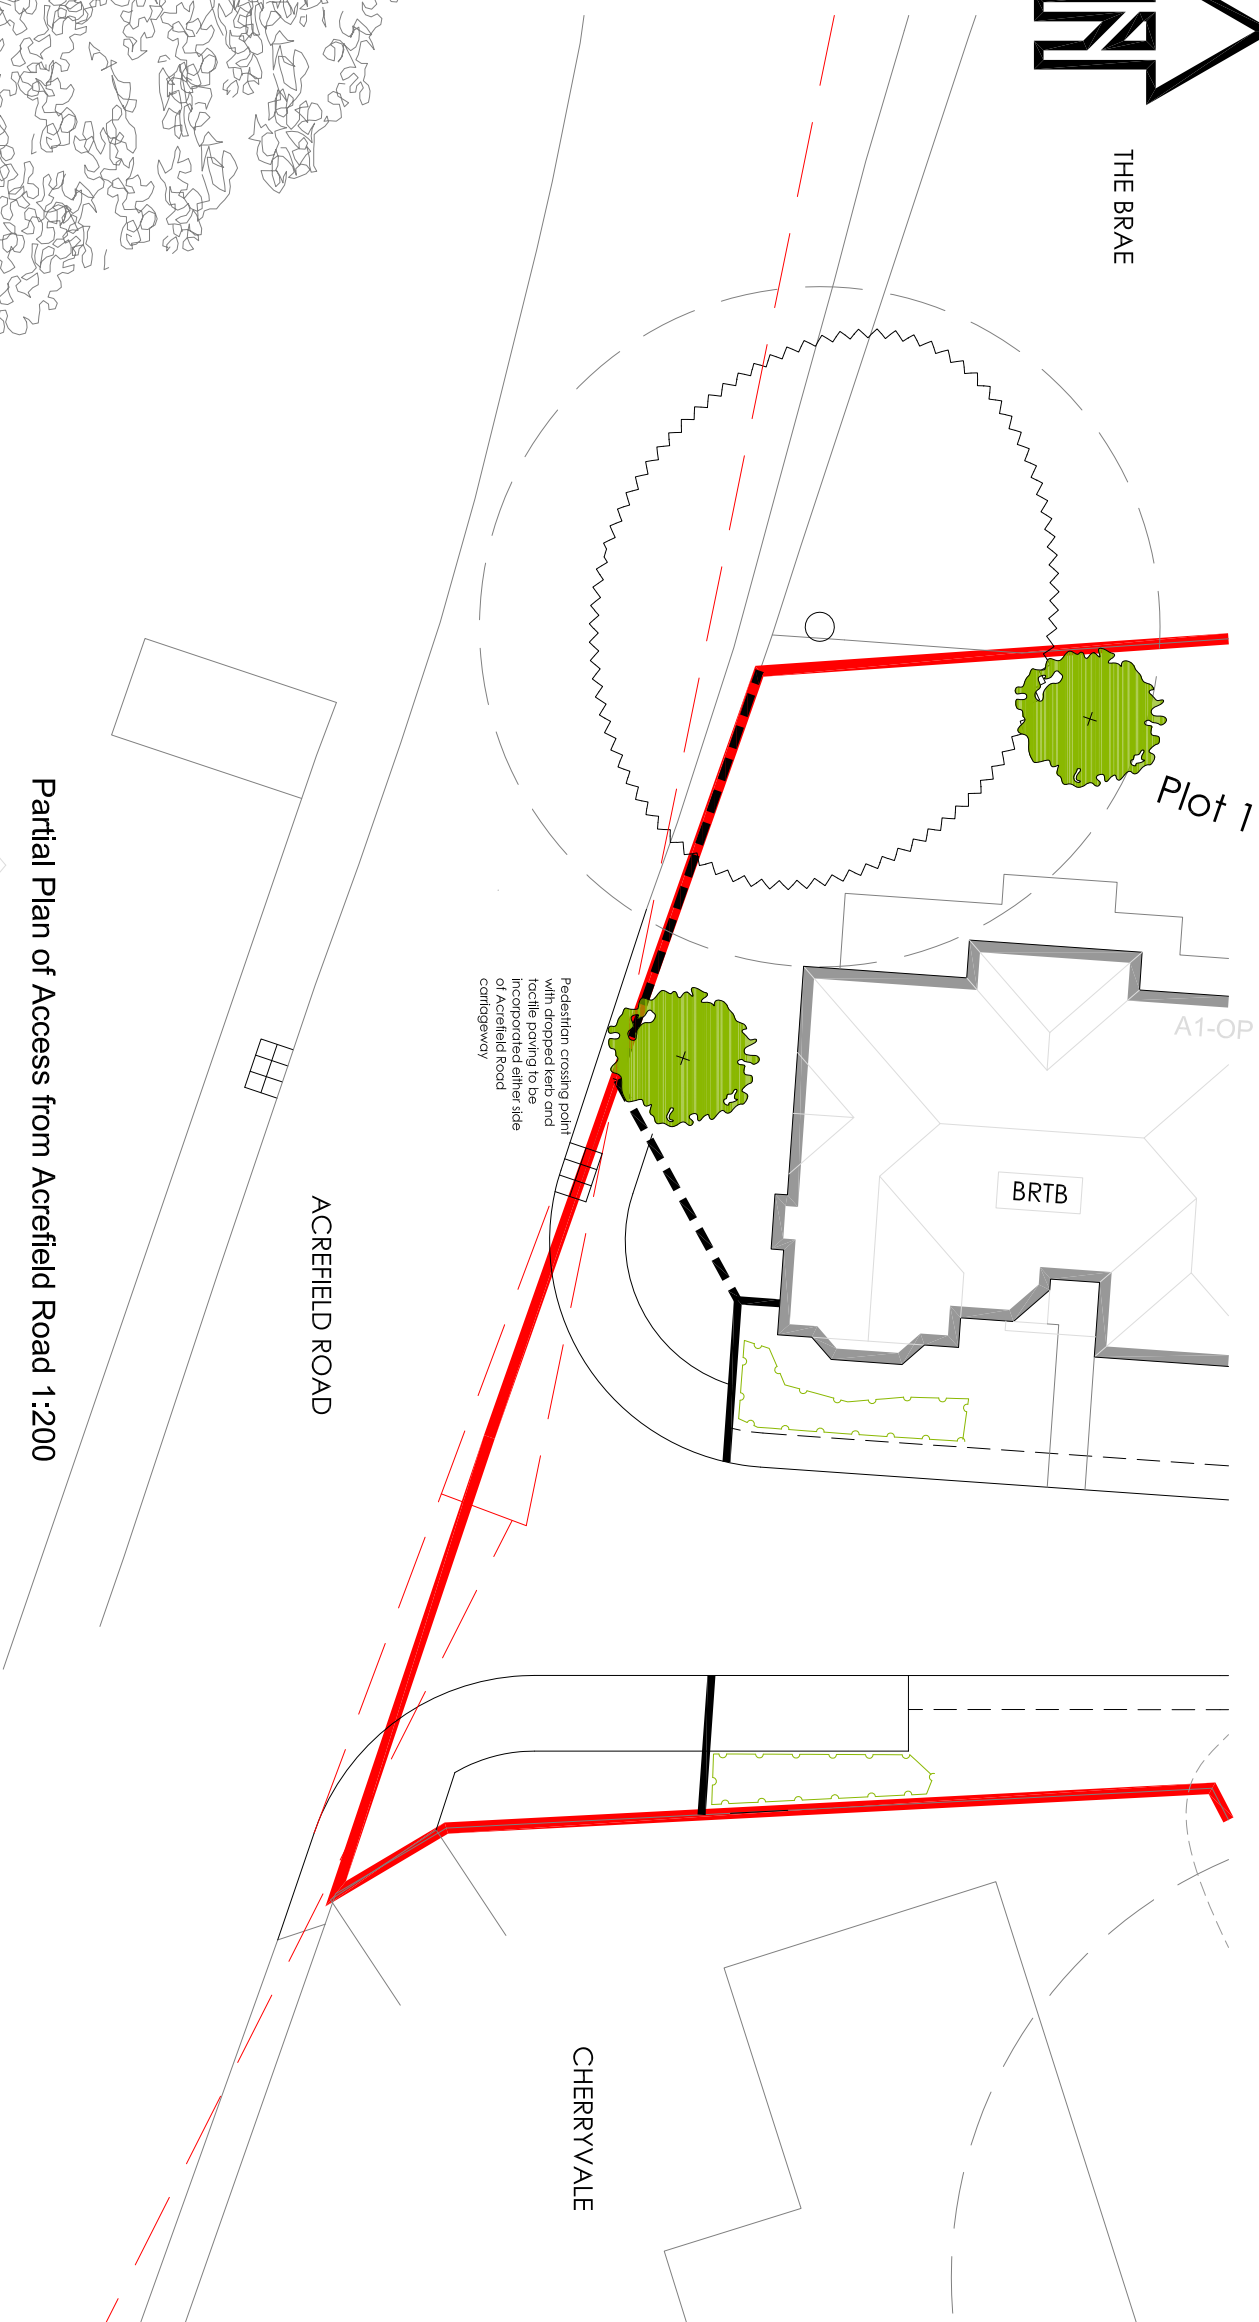 N
THE BRAE
Plot 1
A1-OP
BRTB
Pedestrian crossing point
with dropped kerb and
tactile paving to be
incorporated either side
of Acrefield Road
carriageway
ACREFIELD ROAD
CHERRYVALE
Partial Plan of Access from Acrefield Road 1:200